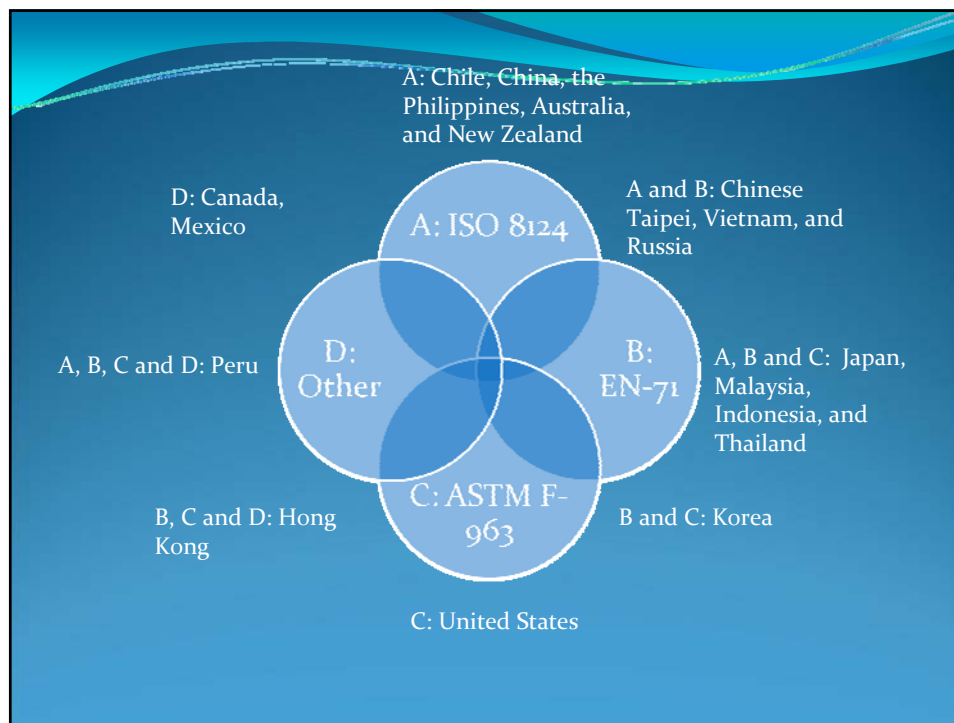 A: Chile, China, the
Philippines, Australia,
and New Zealand
D: Canada,
Mexico
A: ISO 8124
A and B: Chinese
Taipei, Vietnam, and
Russia
A, B, C and D: Peru
D:
Other
B:
EN-71
A, B and C:  Japan,
Malaysia,
Indonesia, and
Thailand
B, C and D: Hong
Kong
C: ASTM F-
963
B and C: Korea
C: United States